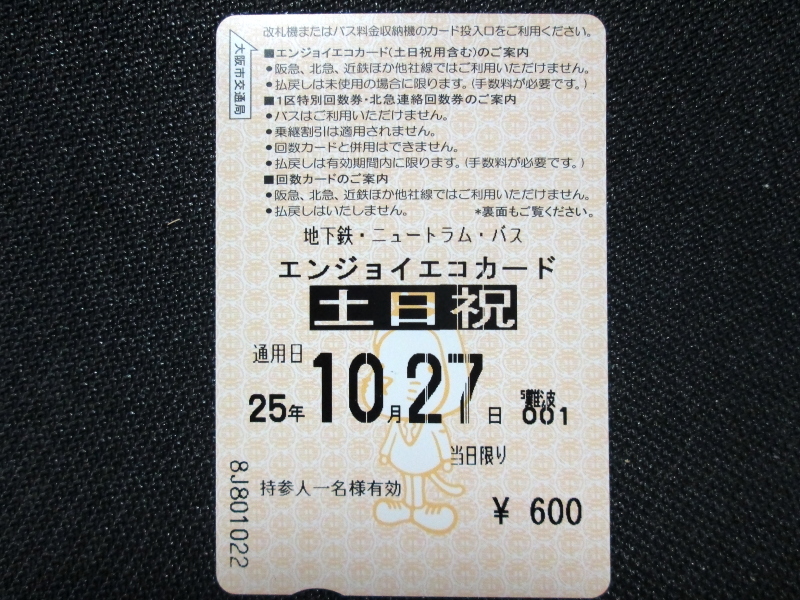 改札機またはバス料金収納機のカード投入口をご利用ください。
大阪市交通局
■エンジョイエコカード(土日祝用含む)のご案内
●阪急、北急、近鉄ほか他社線ではご利用いただけません。
●払戻しは未使用の場合に限ります。(手数料が必要です。)
■1区特別回数券・北急連絡回数券のご案内
●バスはご利用いただけません。
●乗継割引は適用されません。
●回数カードと併用はできません。
●払戻しは有効期間内に限ります。(手数料が必要です。)
■回数カードのご案内
●阪急、北急、近鉄ほか他社線ではご利用いただけません。
●払戻しはいたしません。 *裏面もご覧ください。
地下鉄・ニュートラム・バス
エンジョイエコカード
土日祝
通用日
25年10月27日 001
当日限り
持参人一名様有効
¥ 600
8J801022